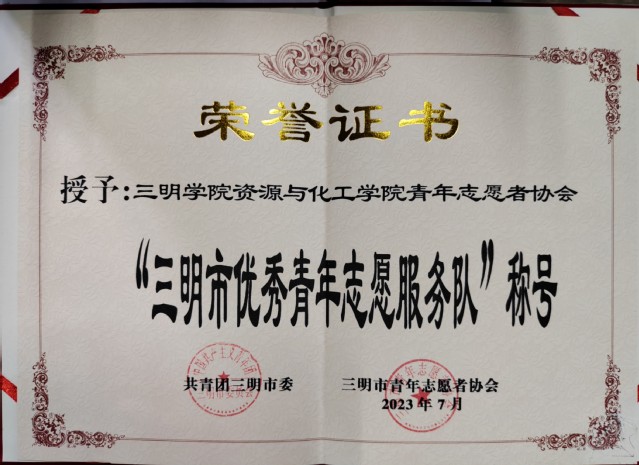 荣誉证书
授予:三明学院资源与化工学院青年志愿者协会
“三明市优秀青年志愿服务队”称号
共青团三明市委 三明市青年志愿者协会
2023年7月